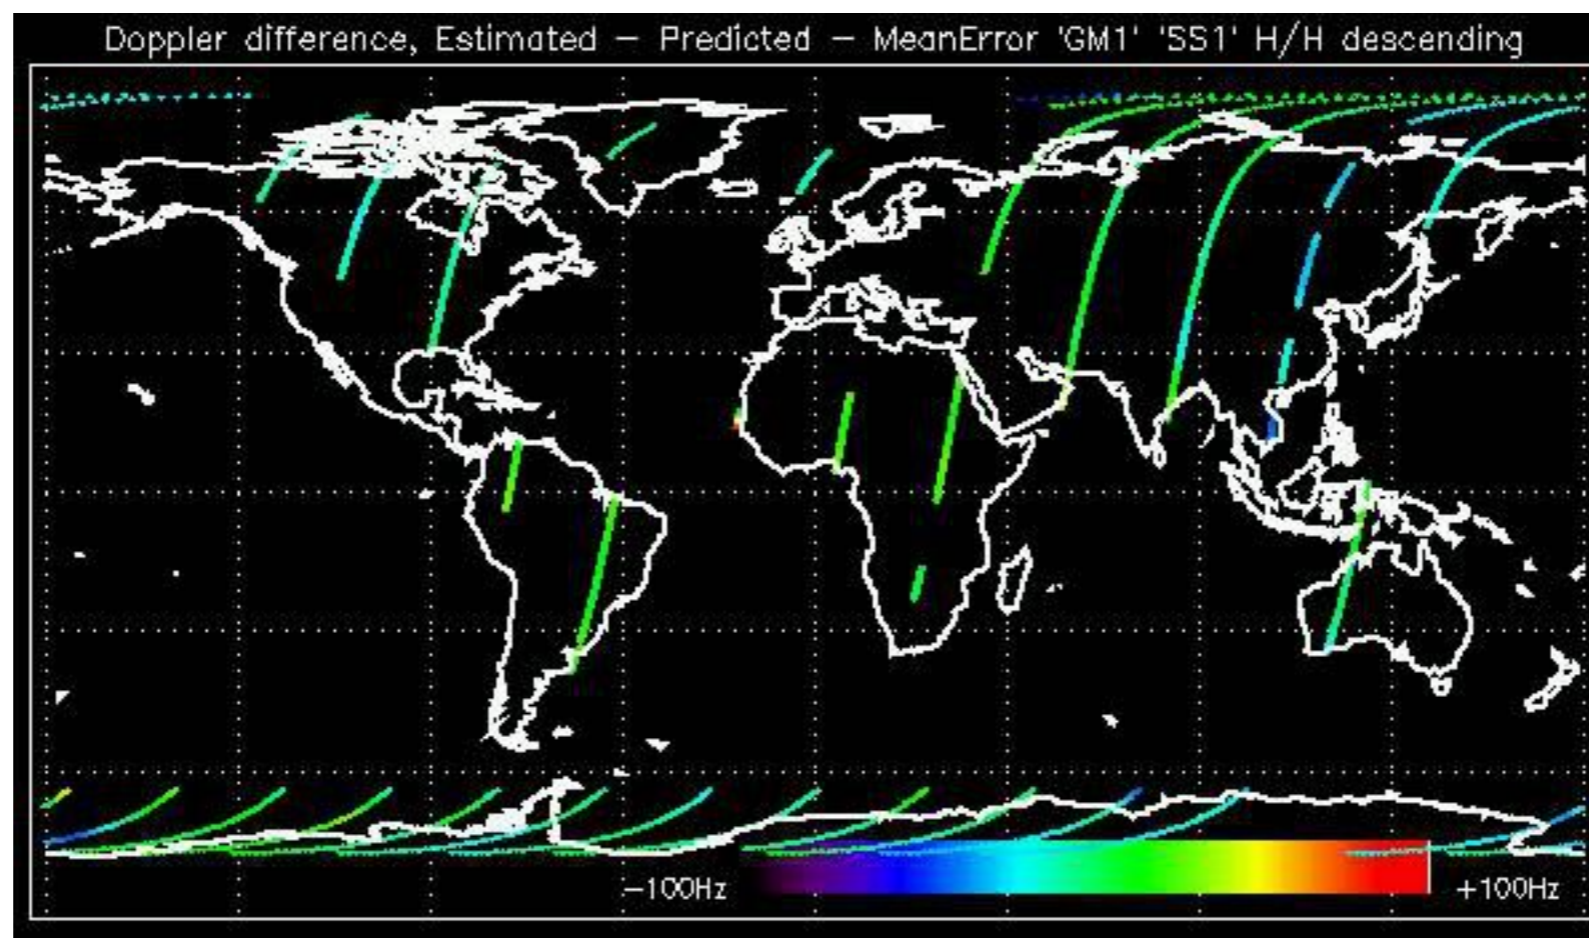 Doppler difference, Estimated − Predicted − MeanError 'GM1' 'SS1' H/H descending
−100Hz
+100Hz